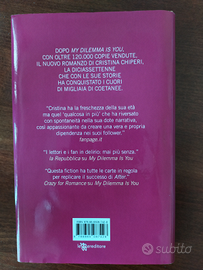 DOPO MY DILEMMA IS YOU,
CON OLTRE 120.000 COPIE VENDUTE,
IL NUOVO ROMANZO DI CRISTINA CHIPERI,
LA DICIASSETTENNE
CHE CON LE SUE STORIE
HA CONQUISTATO I CUORI
DI MIGLIAIA DI COETANEE.
"Cristina ha la freschezza della sua età
ma quel "qualcosa in più" che ha riversato
con spontaneità nella sua dote narrativa,
così appassionante da creare una vera e propria
dipendenza nei suoi follower."
fanpage.it
"I lettori e i fan in delirio, mai più senza."
la Repubblica su My Dilemma Is You
"Questa fiction ha tutte le carte in regola
per replicare il successo di After."
Crazy for Romance su My Dilemma Is You
leggereditore
subito